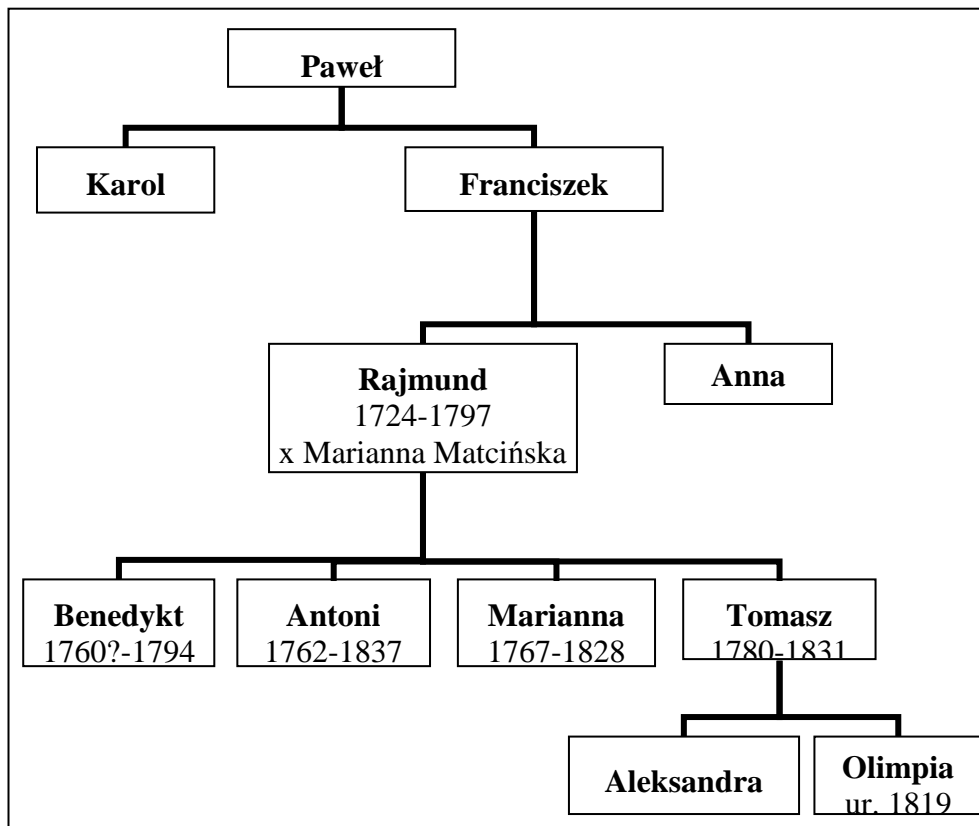 Paweł
Karol
Franciszek
Rajmund
1724-1797
x Marianna Matcińska
Anna
Benedykt
1760?-1794
Antoni
1762-1837
Marianna
1767-1828
Tomasz
1780-1831
Aleksandra
Olimpia
ur. 1819